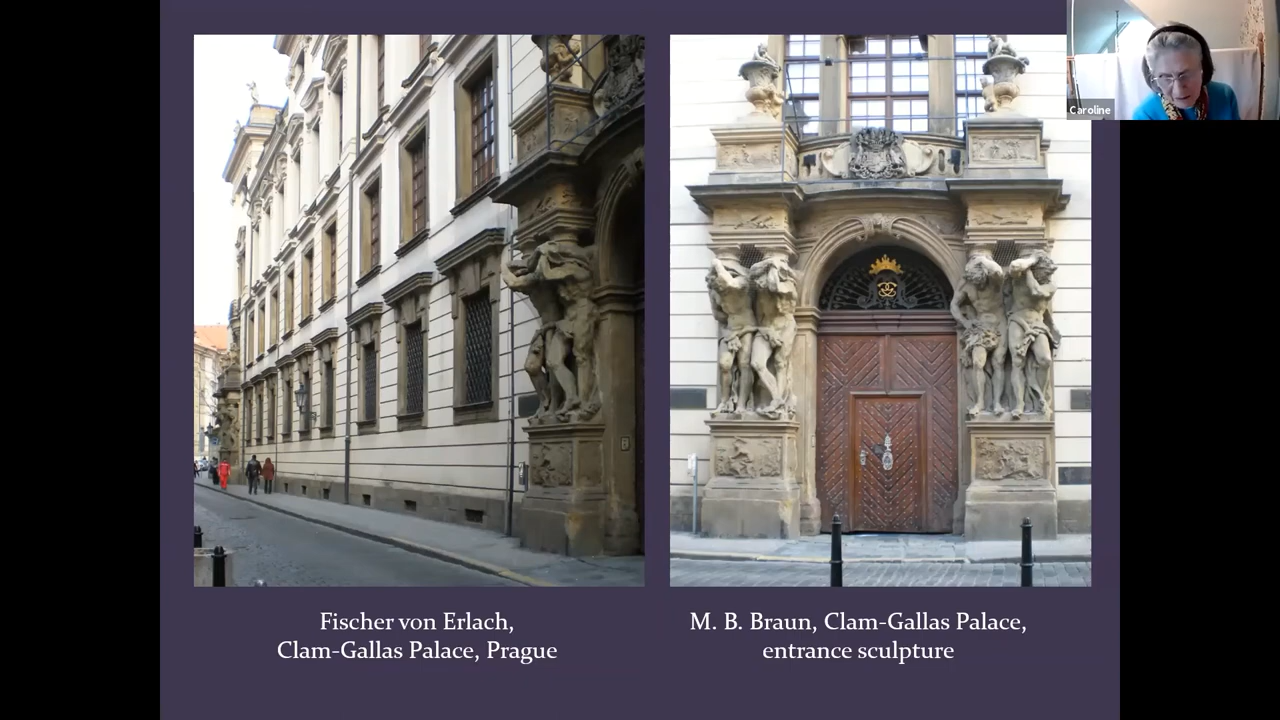 Caroline
Fischer von Erlach,
Clam-Gallas Palace, Prague
M. B. Braun, Clam-Gallas Palace,
entrance sculpture